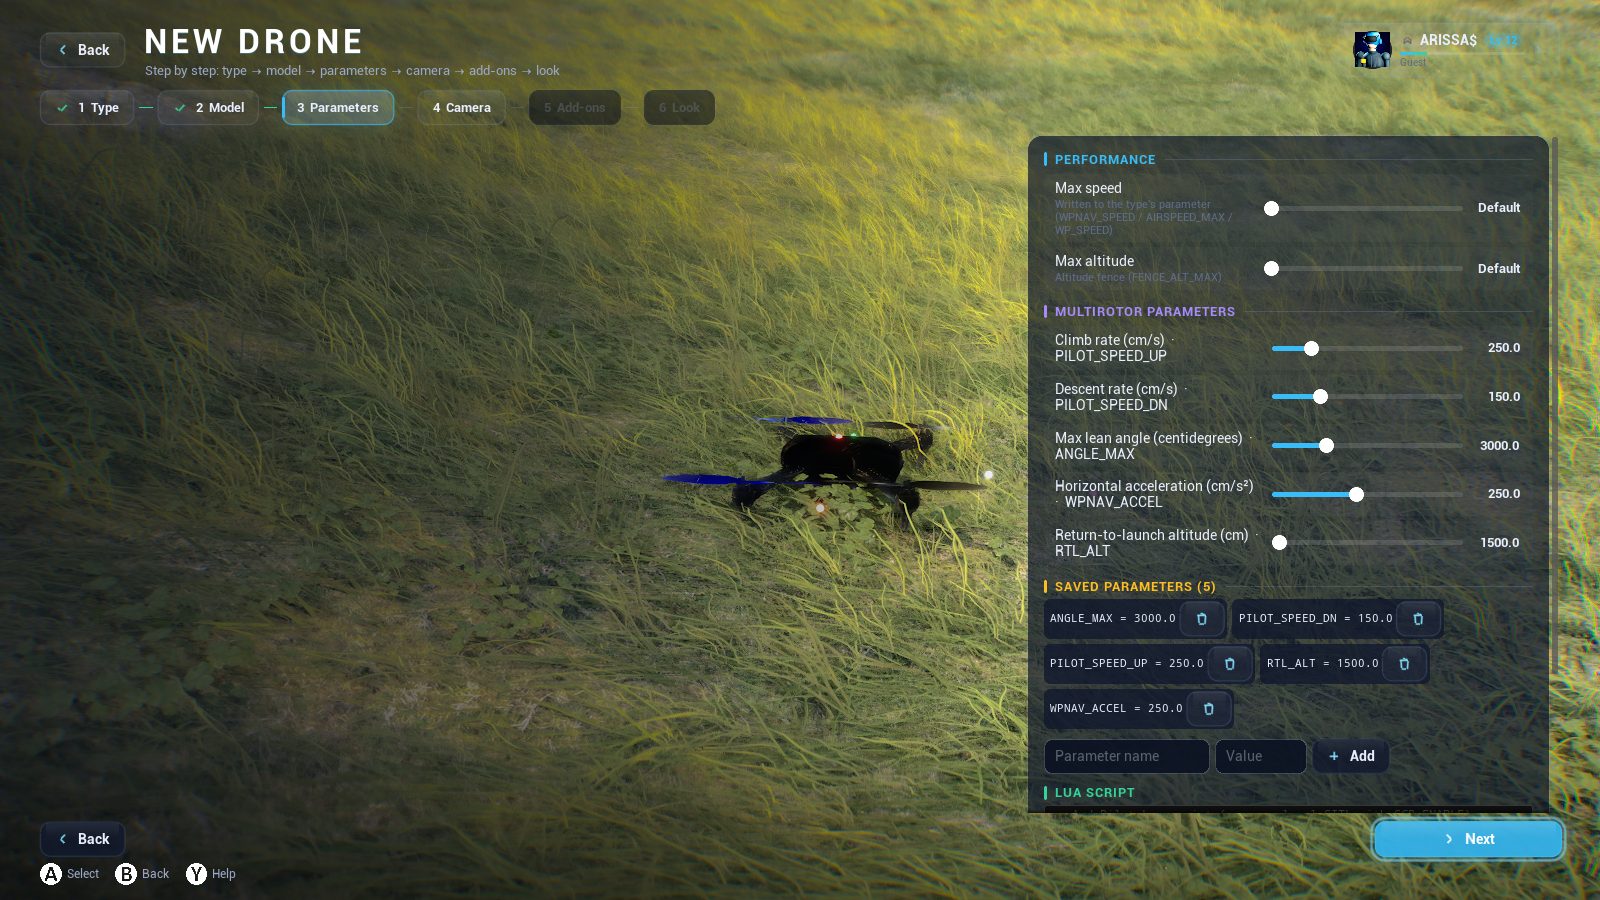 Back
NEW DRONE
Step by step: type → model → parameters → camera → add-ons → look
ARISSA$
Guest
1 Type
2 Model
3 Parameters
4 Camera
5 Add-ons
6 Look
PERFORMANCE
Max speed
Written to the type's parameter
(WPNAV_SPEED / AIRSPEED_MAX /
WP_SPEED)
Default
Max altitude
Altitude fence (FENCE_ALT_MAX)
Default
MULTIROTOR PARAMETERS
Climb rate (cm/s) ·
PILOT_SPEED_UP
250.0
Descent rate (cm/s) ·
PILOT_SPEED_DN
150.0
Max lean angle (centidegrees) ·
ANGLE_MAX
3000.0
Horizontal acceleration (cm/s²)
· WPNAV_ACCEL
250.0
Return-to-launch altitude (cm) ·
RTL_ALT
1500.0
SAVED PARAMETERS (5)
ANGLE_MAX = 3000.0
PILOT_SPEED_DN = 150.0
PILOT_SPEED_UP = 250.0
RTL_ALT = 1500.0
WPNAV_ACCEL = 250.0
Parameter name
Value
+ Add
LUA SCRIPT
Back
Next
A Select
B Back
Y Help